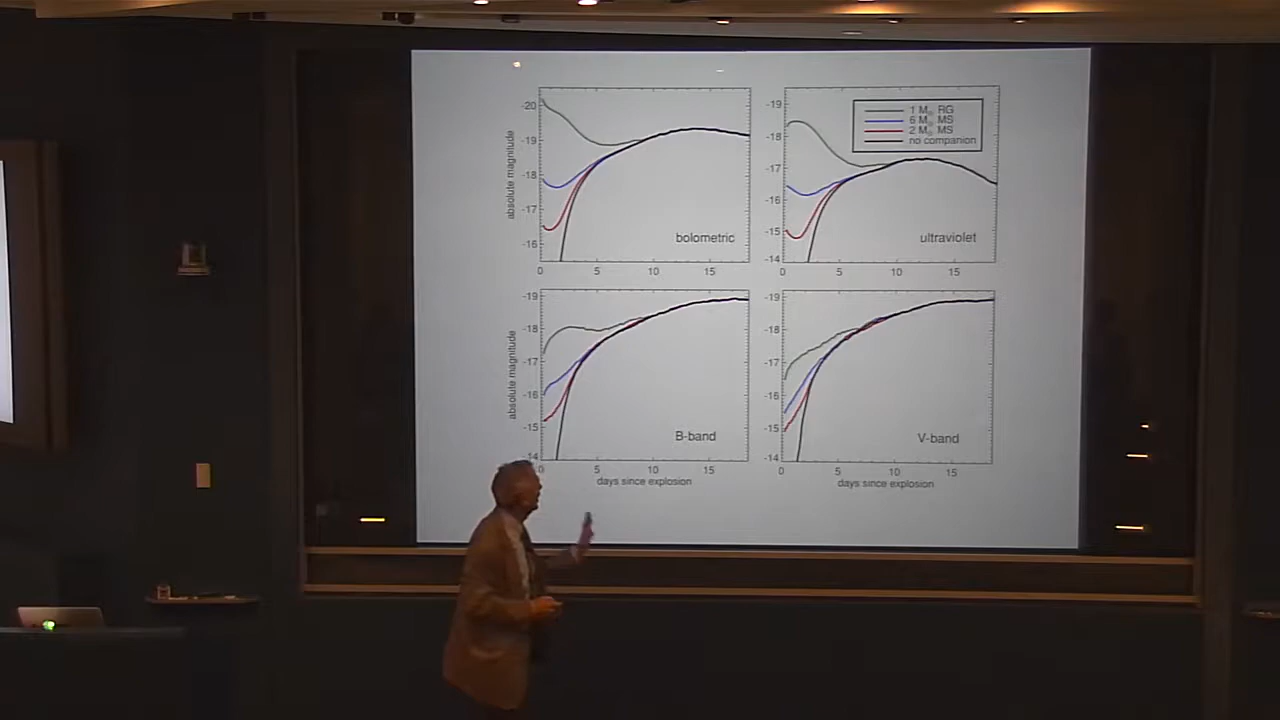 -20
-19
-18
-17
-16
absolute magnitude
bolometric
0 5 10 15
-19
-18
-17
-16
-15
-14
1 M☉ RG
6 M☉ MS
2 M☉ MS
no companion
ultraviolet
0 5 10 15
-19
-18
-17
-16
-15
14
absolute magnitude
B-band
0 5 10 15
days since explosion
-19
-18
-17
-16
-15
-14
V-band
0 5 10 15
days since explosion